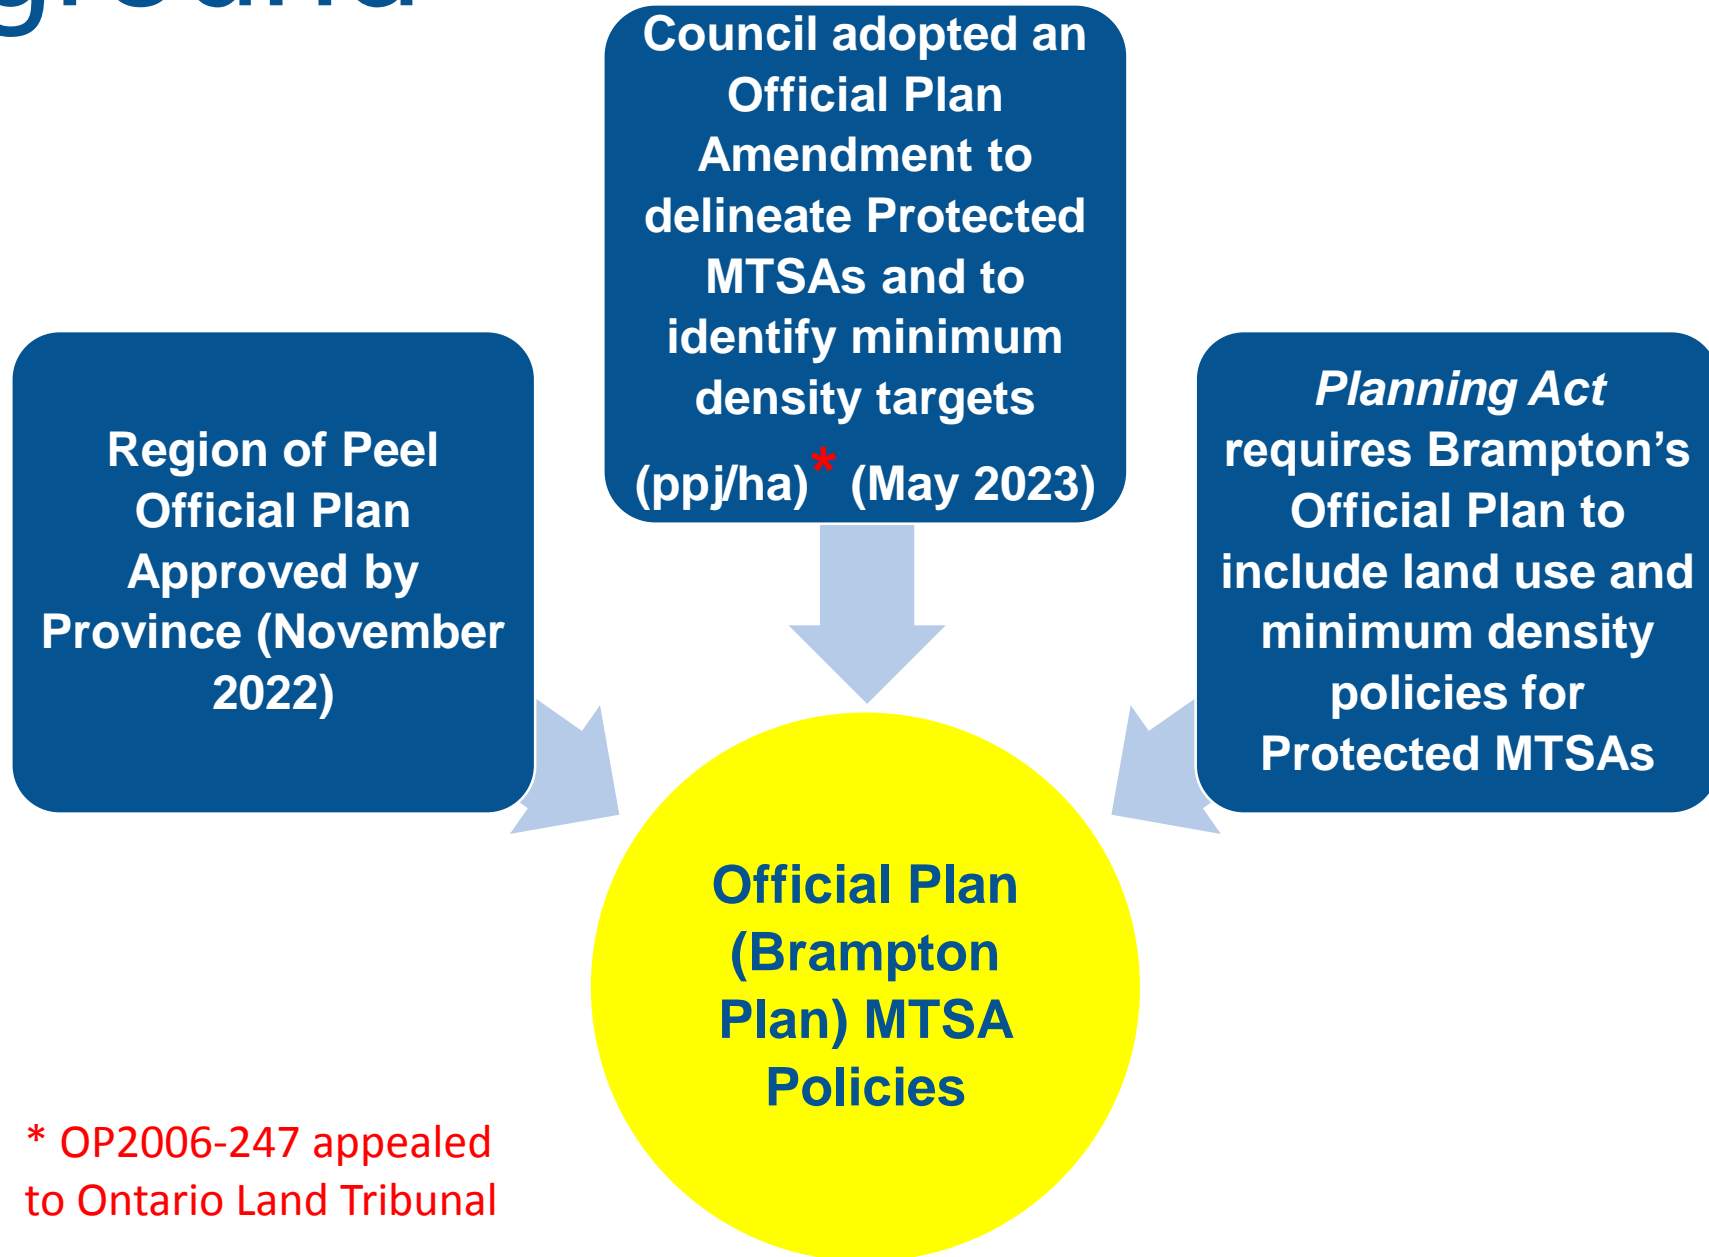 Council adopted an
Official Plan
Amendment to
delineate Protected
MTSAs and to
identify minimum
density targets
(ppj/ha)* (May 2023)
Region of Peel
Official Plan
Approved by
Province (November
2022)
Planning Act
requires Brampton’s
Official Plan to
include land use and
minimum density
policies for
Protected MTSAs
Official Plan
(Brampton
Plan) MTSA
Policies
* OP2006-247 appealed
to Ontario Land Tribunal